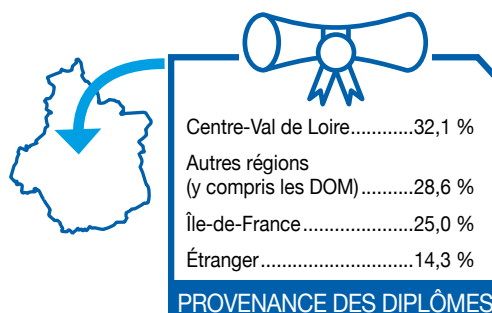 Centre-Val de Loire............32,1 %
Autres régions
(y compris les DOM)..........28,6 %
Île-de-France.....................25,0 %
Étranger.............................14,3 %
PROVENANCE DES DIPLÔMES